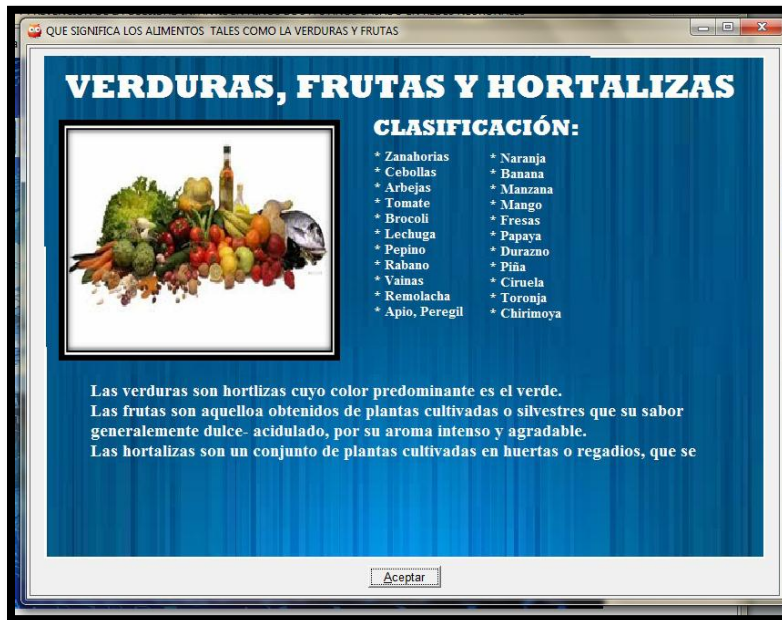 QUE SIGNIFICA LOS ALIMENTOS TALES COMO LA VERDURAS Y FRUTAS
VERDURAS, FRUTAS Y HORTALIZAS
CLASIFICACIÓN:
* Zanahorias
* Cebollas
* Arbejas
* Tomate
* Brocoli
* Lechuga
* Pepino
* Rabano
* Vainas
* Remolacha
* Apio, Peregil
* Naranja
* Banana
* Manzana
* Mango
* Fresas
* Papaya
* Durazno
* Piña
* Ciruela
* Toronja
* Chirimoya
Las verduras son hortlizas cuyo color predominante es el verde.
Las frutas son aquelloa obtenidos de plantas cultivadas o silvestres que su sabor
generalmente dulce- acidulado, por su aroma intenso y agradable.
Las hortalizas son un conjunto de plantas cultivadas en huertas o regadios, que se
Aceptar